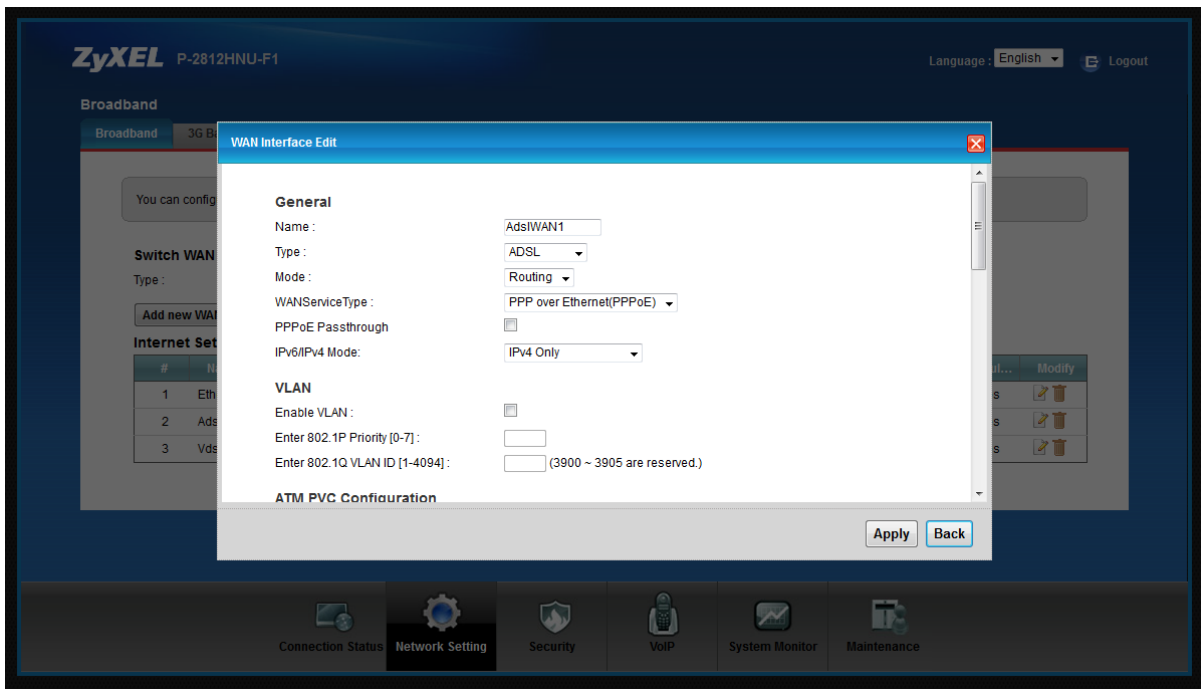 ZyXEL P-2812HNU-F1
Language : English
Logout
Broadband
Broadband
3G Ba
WAN Interface Edit
You can config
General
Name :
AdslWAN1
Type :
ADSL
Mode :
Routing
WANServiceType :
PPP over Ethernet(PPPoE)
PPPoE Passthrough
IPv6/IPv4 Mode:
IPv4 Only
VLAN
Enable VLAN :
Enter 802.1P Priority [0-7] :
Enter 802.1Q VLAN ID [1-4094] :
(3900 ~ 3905 are reserved.)
ATM PVC Configuration
Switch WAN
Type :
Add new WAN
Internet Set
# Na
ul... Modify
1 Eth
s
2 Ads
s
3 Vds
s
Apply Back
Connection Status
Network Setting
Security
VoIP
System Monitor
Maintenance